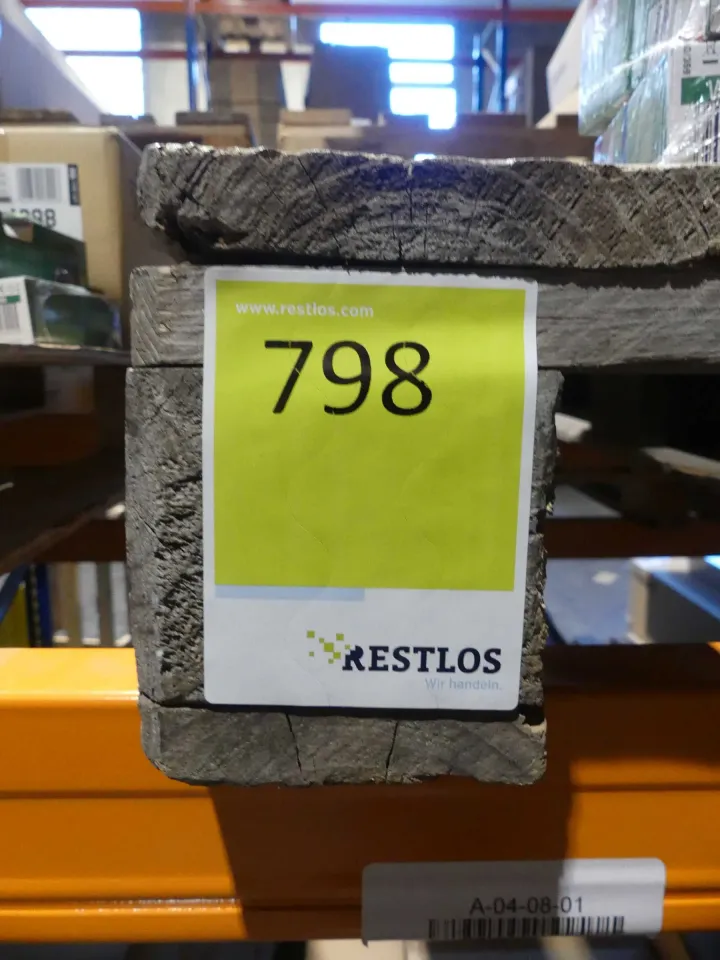 www.restlos.com
798
RESTLOS
Wir handeln.
A-04-08-01